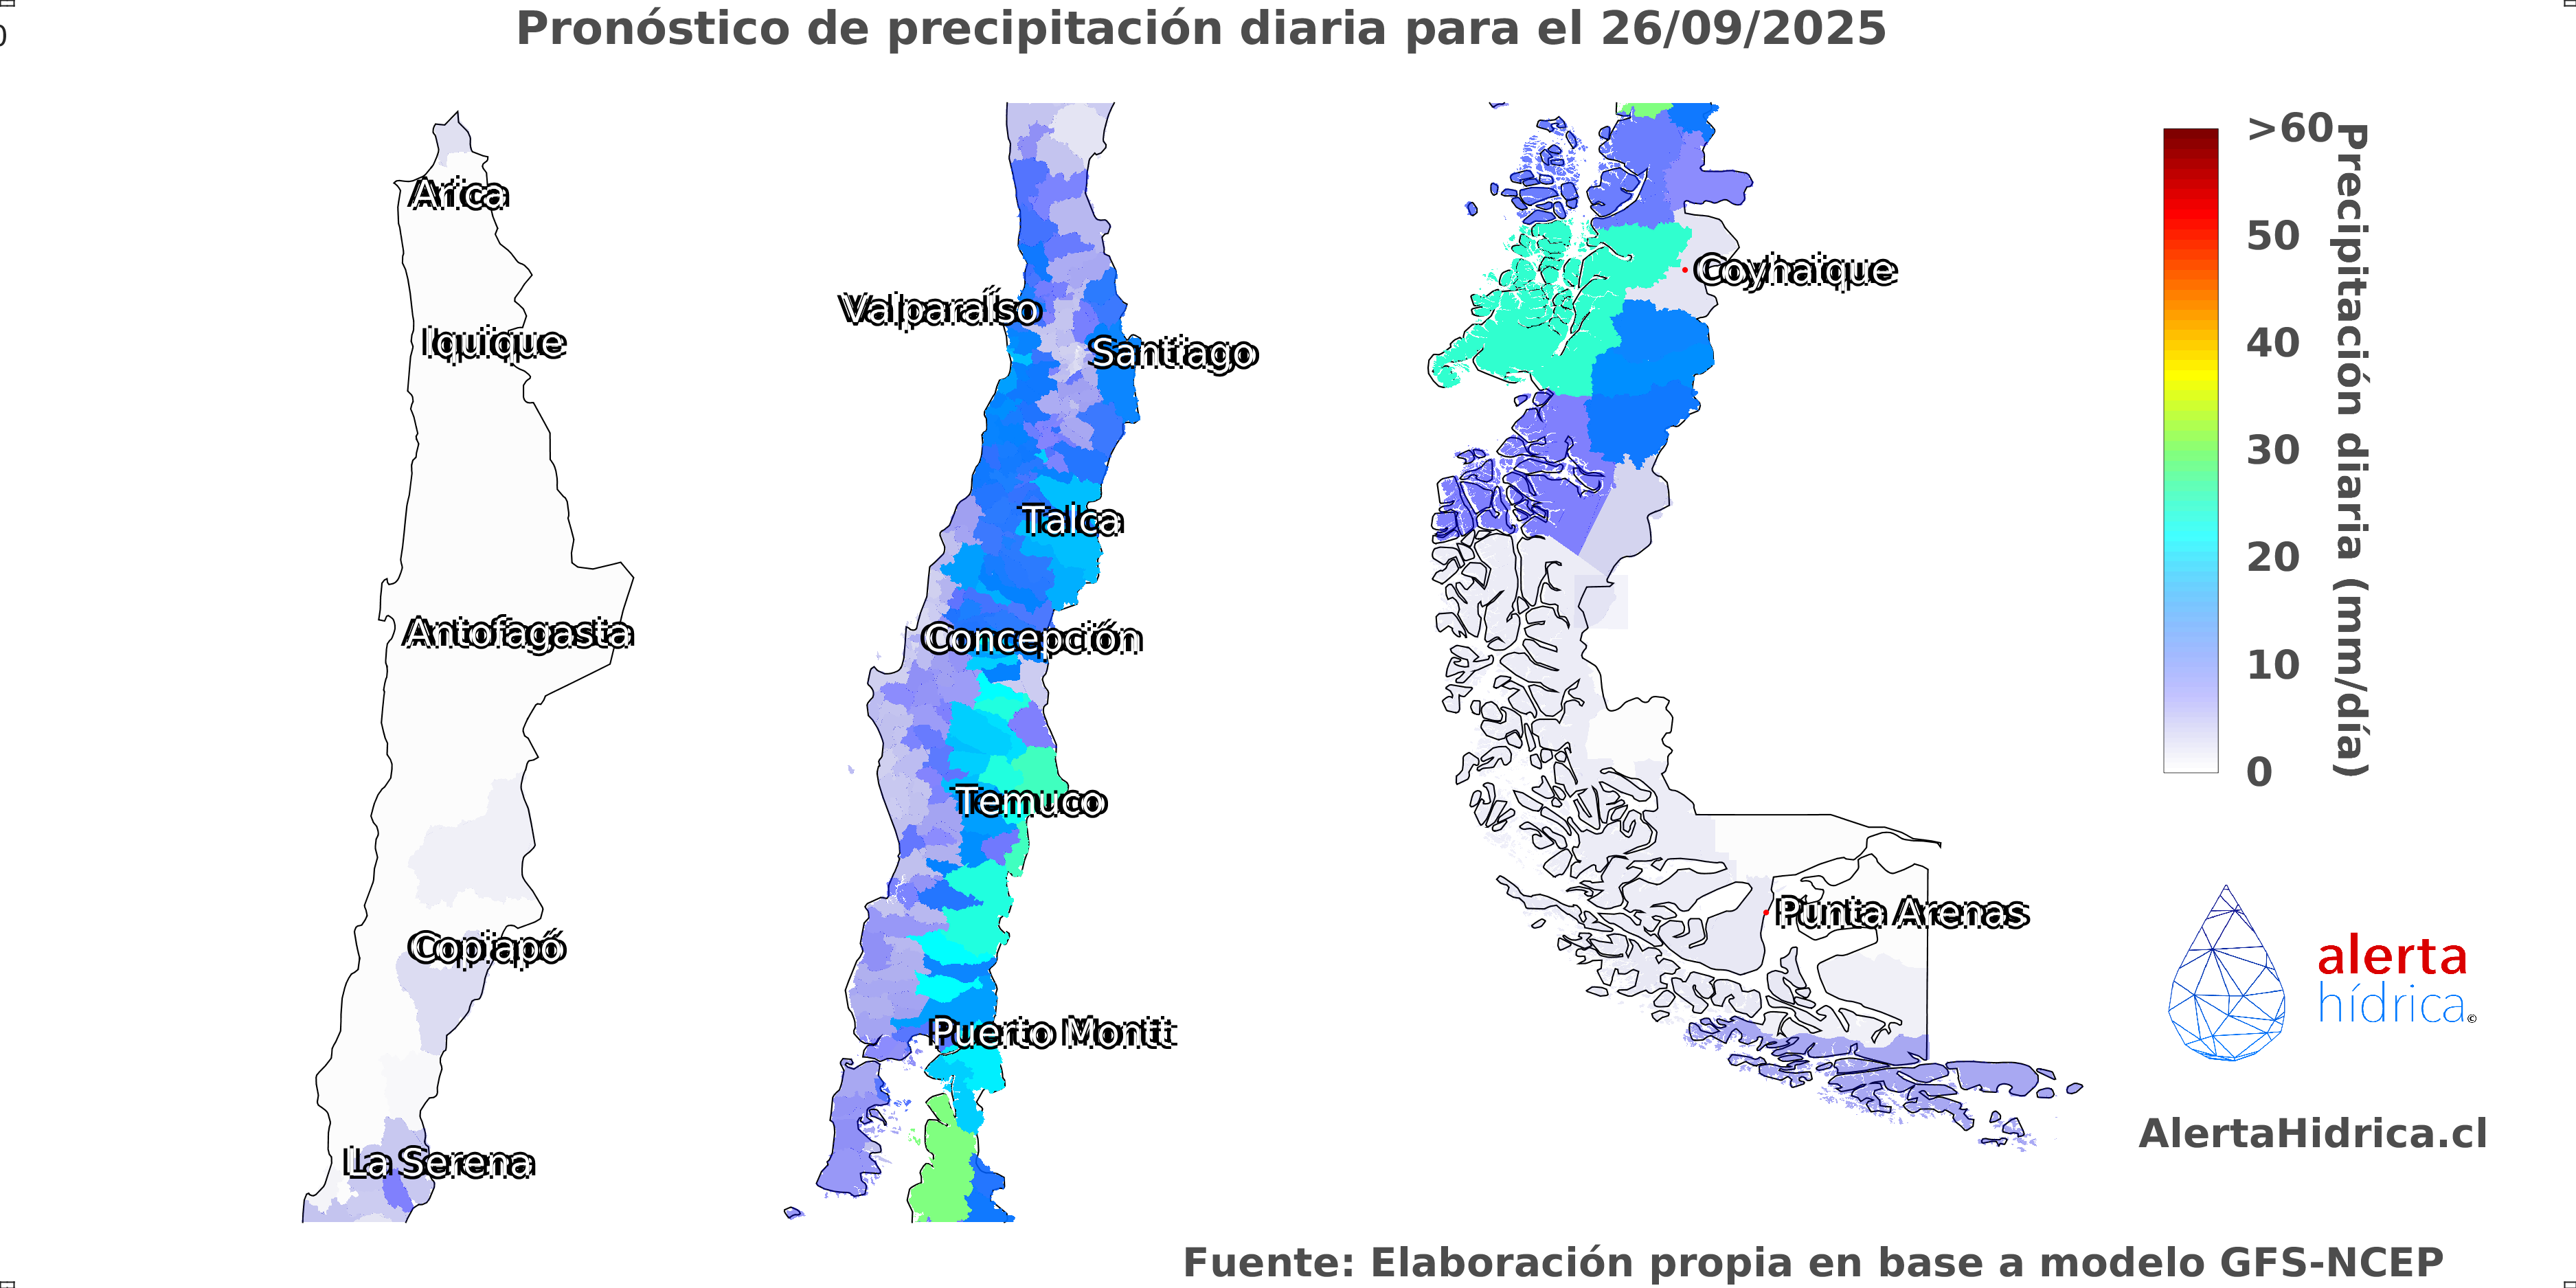 Pronóstico de precipitación diaria para el 26/09/2025
0
Arica
Iquique
Antofagasta
Copiapó
La Serena
Valparaíso
Santiago
Talca
Concepción
Temuco
Puerto Montt
Coyhaique
Punta Arenas
>60
50
40
30
20
10
0
Precipitación diaria (mm/día)
alerta
hídrica©
AlertaHidrica.cl
Fuente: Elaboración propia en base a modelo GFS-NCEP